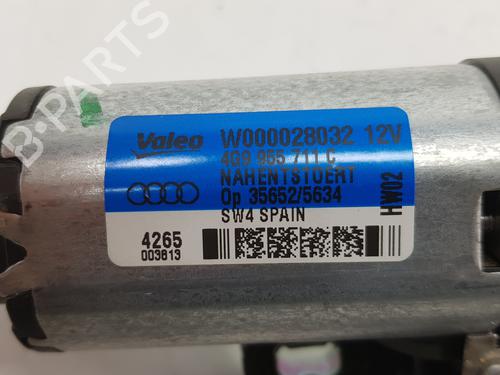 B-PARTS
Valeo W000028032 12V
4G9 955 711 C
NAHENTSTOERT
Op 35652/5634
SW4 SPAIN
HW02
4265
003813